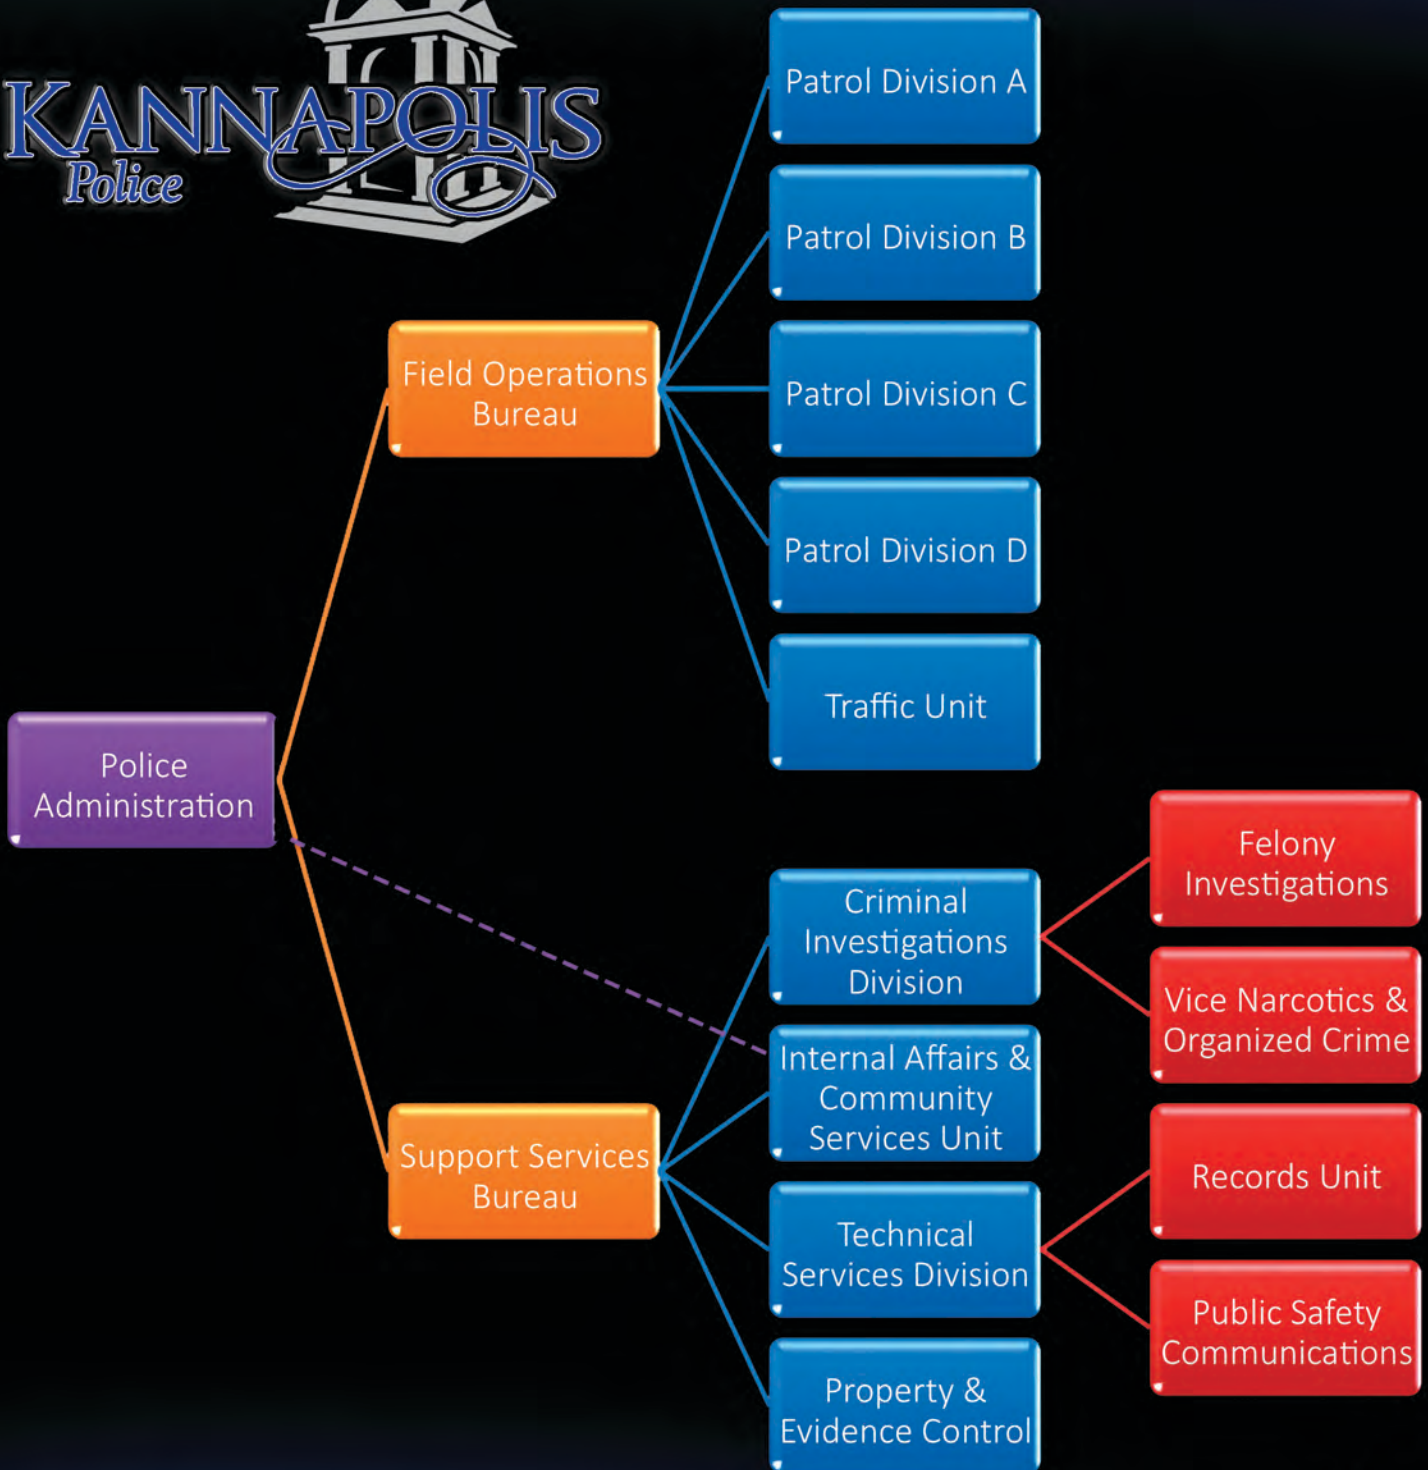 KANNAPOLIS
Police
Patrol Division A
Patrol Division B
Field Operations
Bureau
Patrol Division C
Patrol Division D
Traffic Unit
Police
Administration
Felony
Investigations
Criminal
Investigations
Division
Vice Narcotics &
Organized Crime
Internal Affairs &
Community
Services Unit
Support Services
Bureau
Records Unit
Technical
Services Division
Public Safety
Communications
Property &
Evidence Control